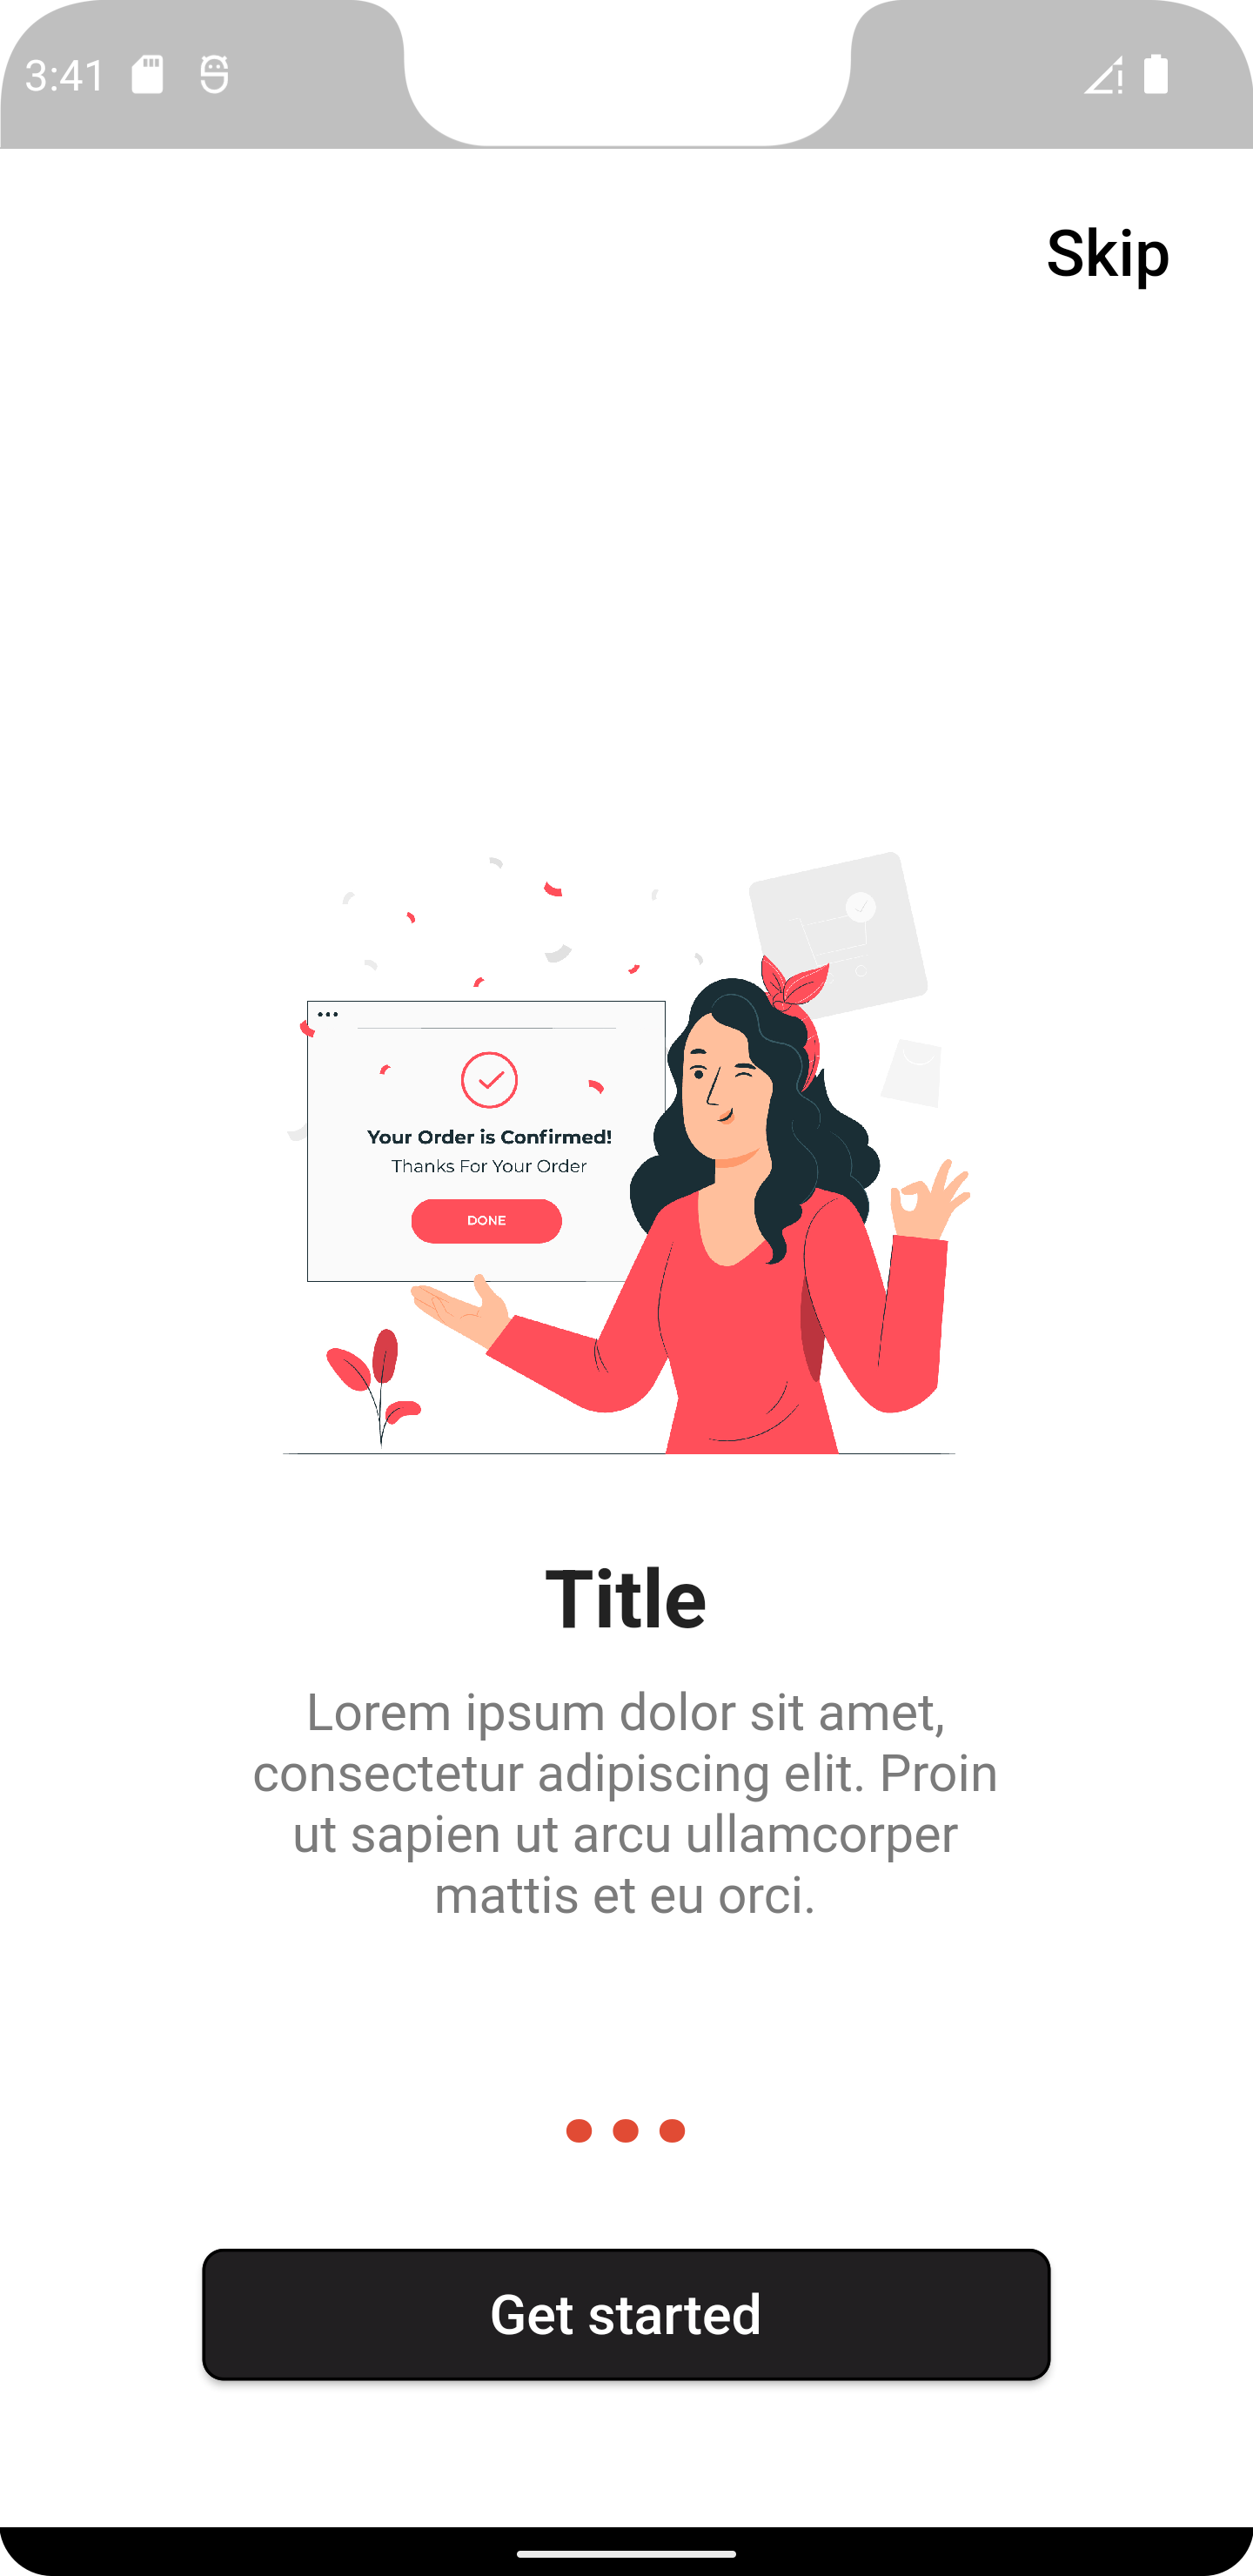 3:41
Skip
Your Order is Confirmed!
Thanks For Your Order
DONE
Title
Lorem ipsum dolor sit amet,
consectetur adipiscing elit. Proin
ut sapien ut arcu ullamcorper
mattis et eu orci.
Get started